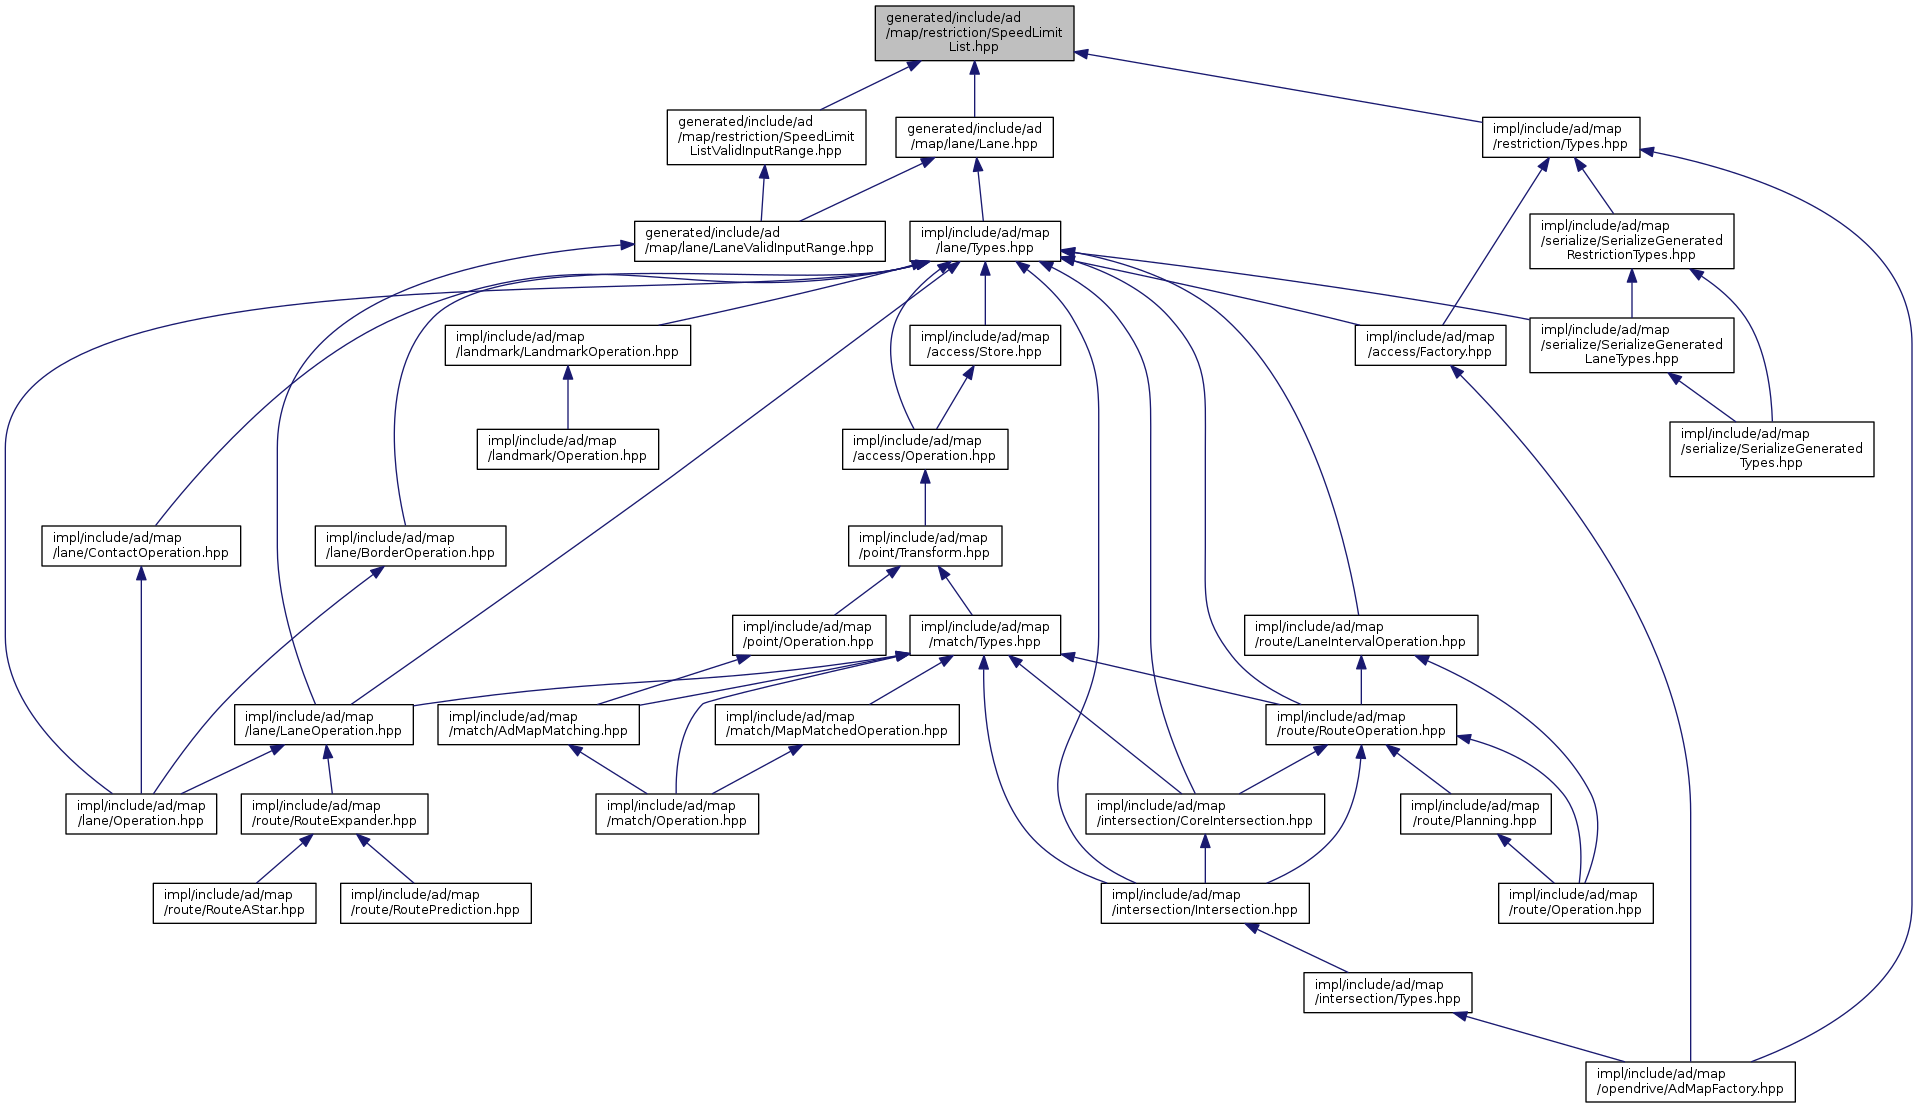 generated/include/ad
/map/restriction/SpeedLimit
List.hpp
generated/include/ad
/map/restriction/SpeedLimit
ListValidInputRange.hpp
generated/include/ad
/map/lane/Lane.hpp
impl/include/ad/map
/restriction/Types.hpp
generated/include/ad
/map/lane/LaneValidInputRange.hpp
impl/include/ad/map
/lane/Types.hpp
impl/include/ad/map
/serialize/SerializeGenerated
RestrictionTypes.hpp
impl/include/ad/map
/landmark/LandmarkOperation.hpp
impl/include/ad/map
/access/Store.hpp
impl/include/ad/map
/access/Factory.hpp
impl/include/ad/map
/serialize/SerializeGenerated
LaneTypes.hpp
impl/include/ad/map
/landmark/Operation.hpp
impl/include/ad/map
/access/Operation.hpp
impl/include/ad/map
/serialize/SerializeGenerated
Types.hpp
impl/include/ad/map
/lane/ContactOperation.hpp
impl/include/ad/map
/lane/BorderOperation.hpp
impl/include/ad/map
/point/Transform.hpp
impl/include/ad/map
/point/Operation.hpp
impl/include/ad/map
/match/Types.hpp
impl/include/ad/map
/route/LaneIntervalOperation.hpp
impl/include/ad/map
/lane/LaneOperation.hpp
impl/include/ad/map
/match/AdMapMatching.hpp
impl/include/ad/map
/match/MapMatchedOperation.hpp
impl/include/ad/map
/route/RouteOperation.hpp
impl/include/ad/map
/lane/Operation.hpp
impl/include/ad/map
/route/RouteExpander.hpp
impl/include/ad/map
/match/Operation.hpp
impl/include/ad/map
/intersection/CoreIntersection.hpp
impl/include/ad/map
/route/Planning.hpp
impl/include/ad/map
/route/RouteAStar.hpp
impl/include/ad/map
/route/RoutePrediction.hpp
impl/include/ad/map
/intersection/Intersection.hpp
impl/include/ad/map
/route/Operation.hpp
impl/include/ad/map
/intersection/Types.hpp
impl/include/ad/map
/opendrive/AdMapFactory.hpp